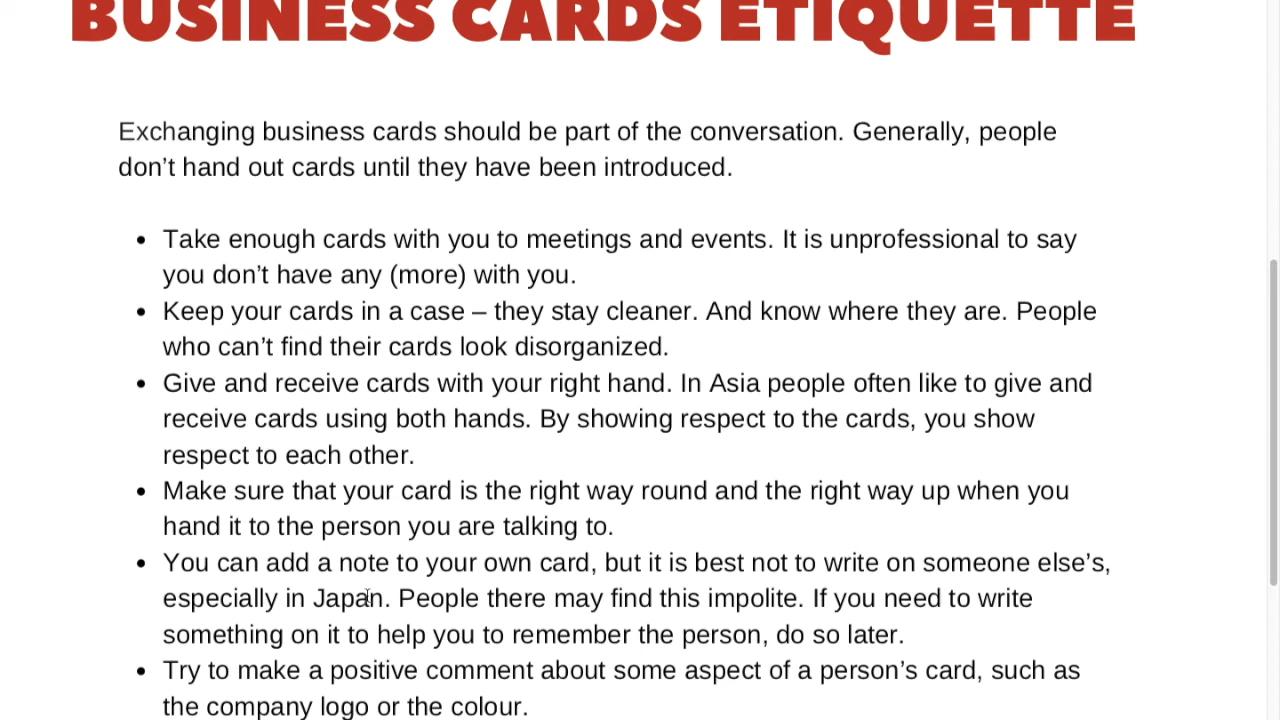 BUSINESS CARDS ETIQUETTE
Exchanging business cards should be part of the conversation. Generally, people
don’t hand out cards until they have been introduced.
• Take enough cards with you to meetings and events. It is unprofessional to say
you don’t have any (more) with you.
• Keep your cards in a case – they stay cleaner. And know where they are. People
who can’t find their cards look disorganized.
• Give and receive cards with your right hand. In Asia people often like to give and
receive cards using both hands. By showing respect to the cards, you show
respect to each other.
• Make sure that your card is the right way round and the right way up when you
hand it to the person you are talking to.
• You can add a note to your own card, but it is best not to write on someone else’s,
especially in Japan. People there may find this impolite. If you need to write
something on it to help you to remember the person, do so later.
• Try to make a positive comment about some aspect of a person’s card, such as
the company logo or the colour.